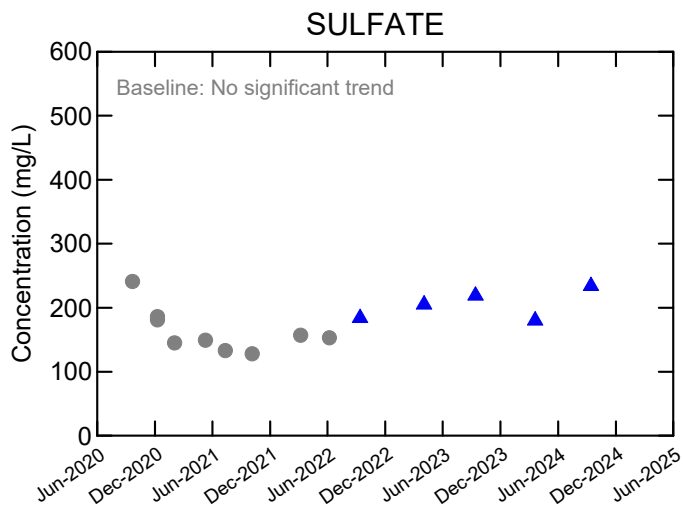 SULFATE
Baseline: No significant trend
Concentration (mg/L)
600
500
400
300
200
100
0
Jun-2020
Dec-2020
Jun-2021
Dec-2021
Jun-2022
Dec-2022
Jun-2023
Dec-2023
Jun-2024
Dec-2024
Jun-2025